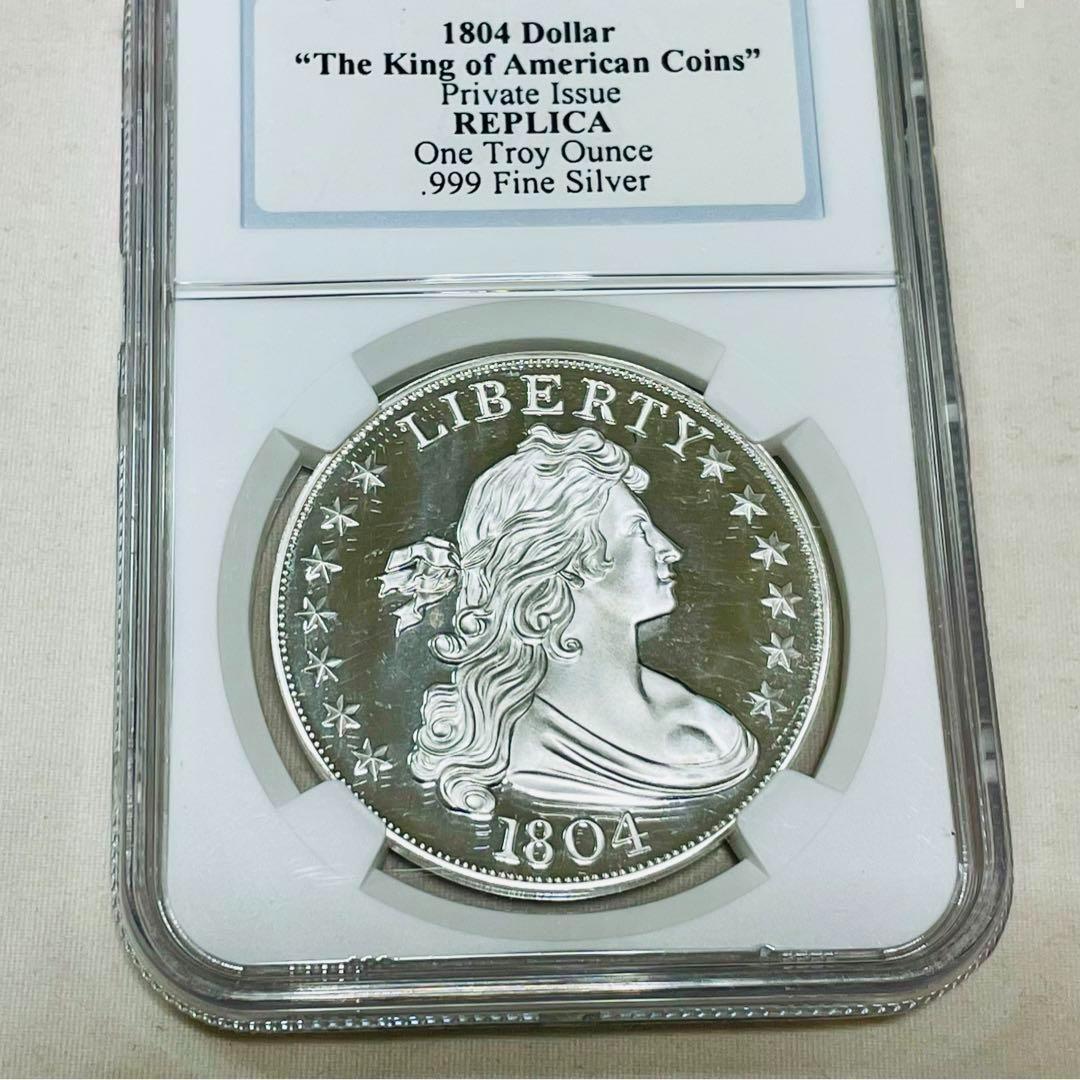 1804 Dollar
“The King of American Coins”
Private Issue
REPLICA
One Troy Ounce
.999 Fine Silver
LIBERTY
1804